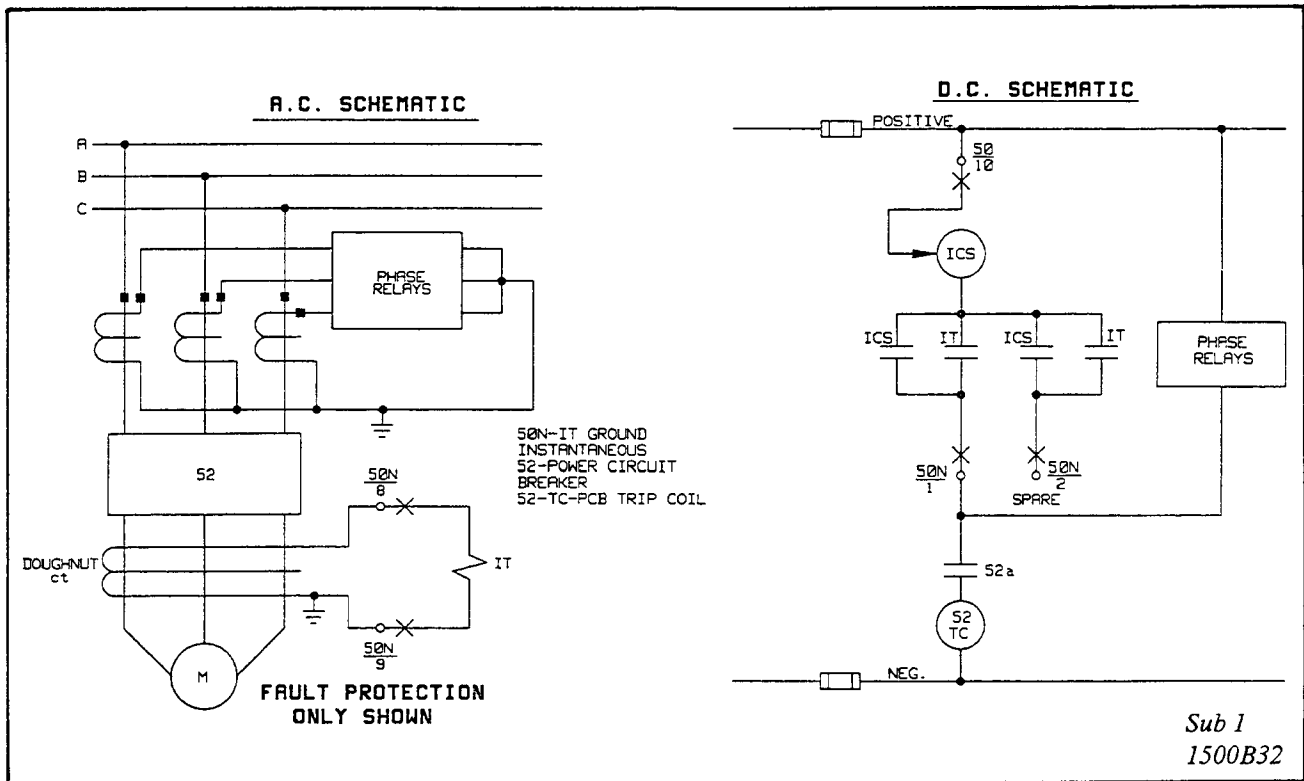 A.C. SCHEMATIC
A
B
C
PHASE
RELAYS
52
50N-IT GROUND
INSTANTANEOUS
52-POWER CIRCUIT
BREAKER
52-TC-PCB TRIP COIL
50N
8
DOUGHNUT
ct
IT
50N
9
M
FAULT PROTECTION
ONLY SHOWN
D.C. SCHEMATIC
POSITIVE
50
10
ICS
ICS
IT
ICS
IT
PHASE
RELAYS
50N
1
50N
2
SPARE
52a
52
TC
NEG.
Sub 1
1500B32